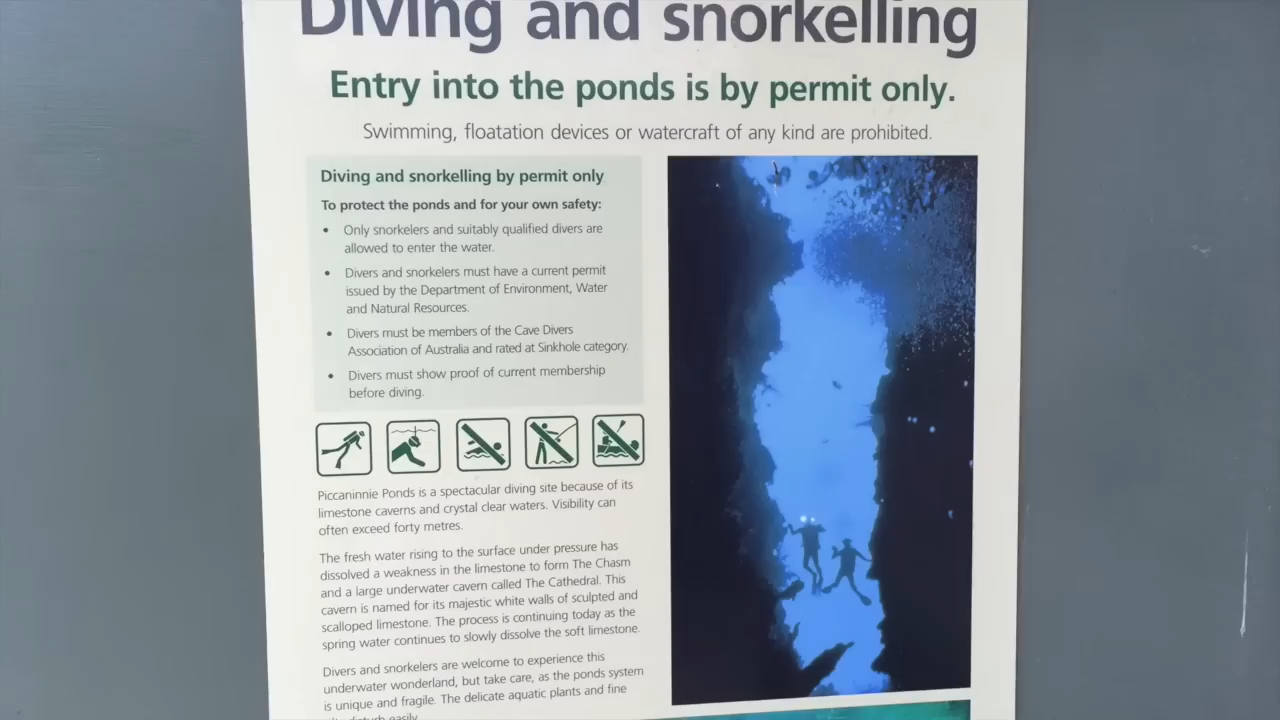 Diving and snorkelling
Entry into the ponds is by permit only.
Swimming, floatation devices or watercraft of any kind are prohibited.
Diving and snorkelling by permit only
To protect the ponds and for your own safety:
• Only snorkelers and suitably qualified divers are
allowed to enter the water.
• Divers and snorkelers must have a current permit
issued by the Department of Environment, Water
and Natural Resources.
• Divers must be members of the Cave Divers
Association of Australia and rated at Sinkhole category.
• Divers must show proof of current membership
before diving.
Piccaninnie Ponds is a spectacular diving site because of its
limestone caverns and crystal clear waters. Visibility can
often exceed forty metres.
The fresh water rising to the surface under pressure has
dissolved a weakness in the limestone to form The Chasm
and a large underwater cavern called The Cathedral. This
cavern is named for its majestic white walls of sculpted and
scalloped limestone. The process is continuing today as the
spring water continues to slowly dissolve the soft limestone.
Divers and snorkelers are welcome to experience this
underwater wonderland, but take care, as the ponds system
is unique and fragile. The delicate aquatic plants and fine
disturb easily.